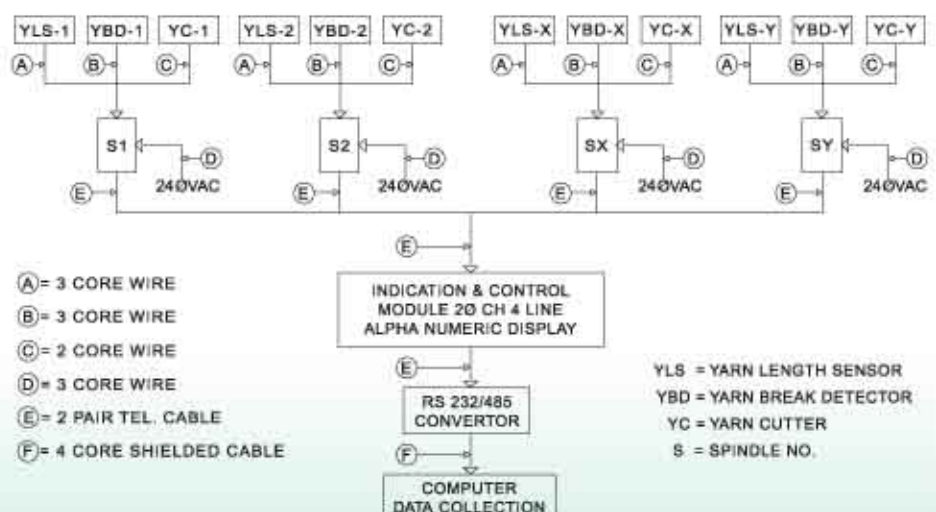 YLS-1 YBD-1 YC-1 YLS-2 YBD-2 YC-2 YLS-X YBD-X YC-X YLS-Y YBD-Y YC-Y
A B C A B C A B C A B C
S1 S2 SX SY
D D D D
24ØVAC 24ØVAC 24ØVAC 24ØVAC
E E E E
E
INDICATION & CONTROL
MODULE 2Ø CH 4 LINE
ALPHA NUMERIC DISPLAY
E
RS 232/485
CONVERTOR
F
COMPUTER
DATA COLLECTION
A = 3 CORE WIRE
B = 3 CORE WIRE
C = 2 CORE WIRE
D = 3 CORE WIRE
E = 2 PAIR TEL. CABLE
F = 4 CORE SHIELDED CABLE
YLS = YARN LENGTH SENSOR
YBD = YARN BREAK DETECTOR
YC = YARN CUTTER
S = SPINDLE NO.